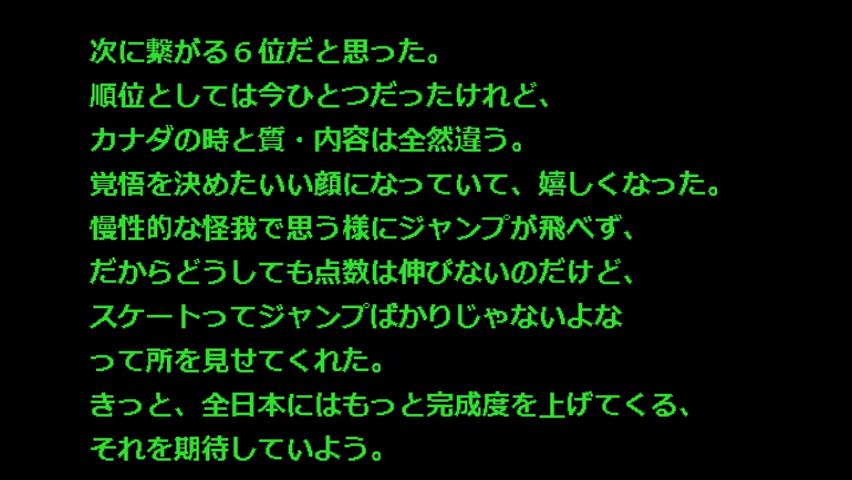 次に繋がる６位だと思った。
順位としては今ひとつだったけれど、
カナダの時と質・内容は全然違う。
覚悟を決めたいい顔になっていて、嬉しくなった。
慢性的な怪我で思う様にジャンプが飛べず、
だからどうしても点数は伸びないのだけど、
スケートってジャンプばかりじゃないよな
って所を見せてくれた。
きっと、全日本にはもっと完成度を上げてくる、
それを期待していよう。